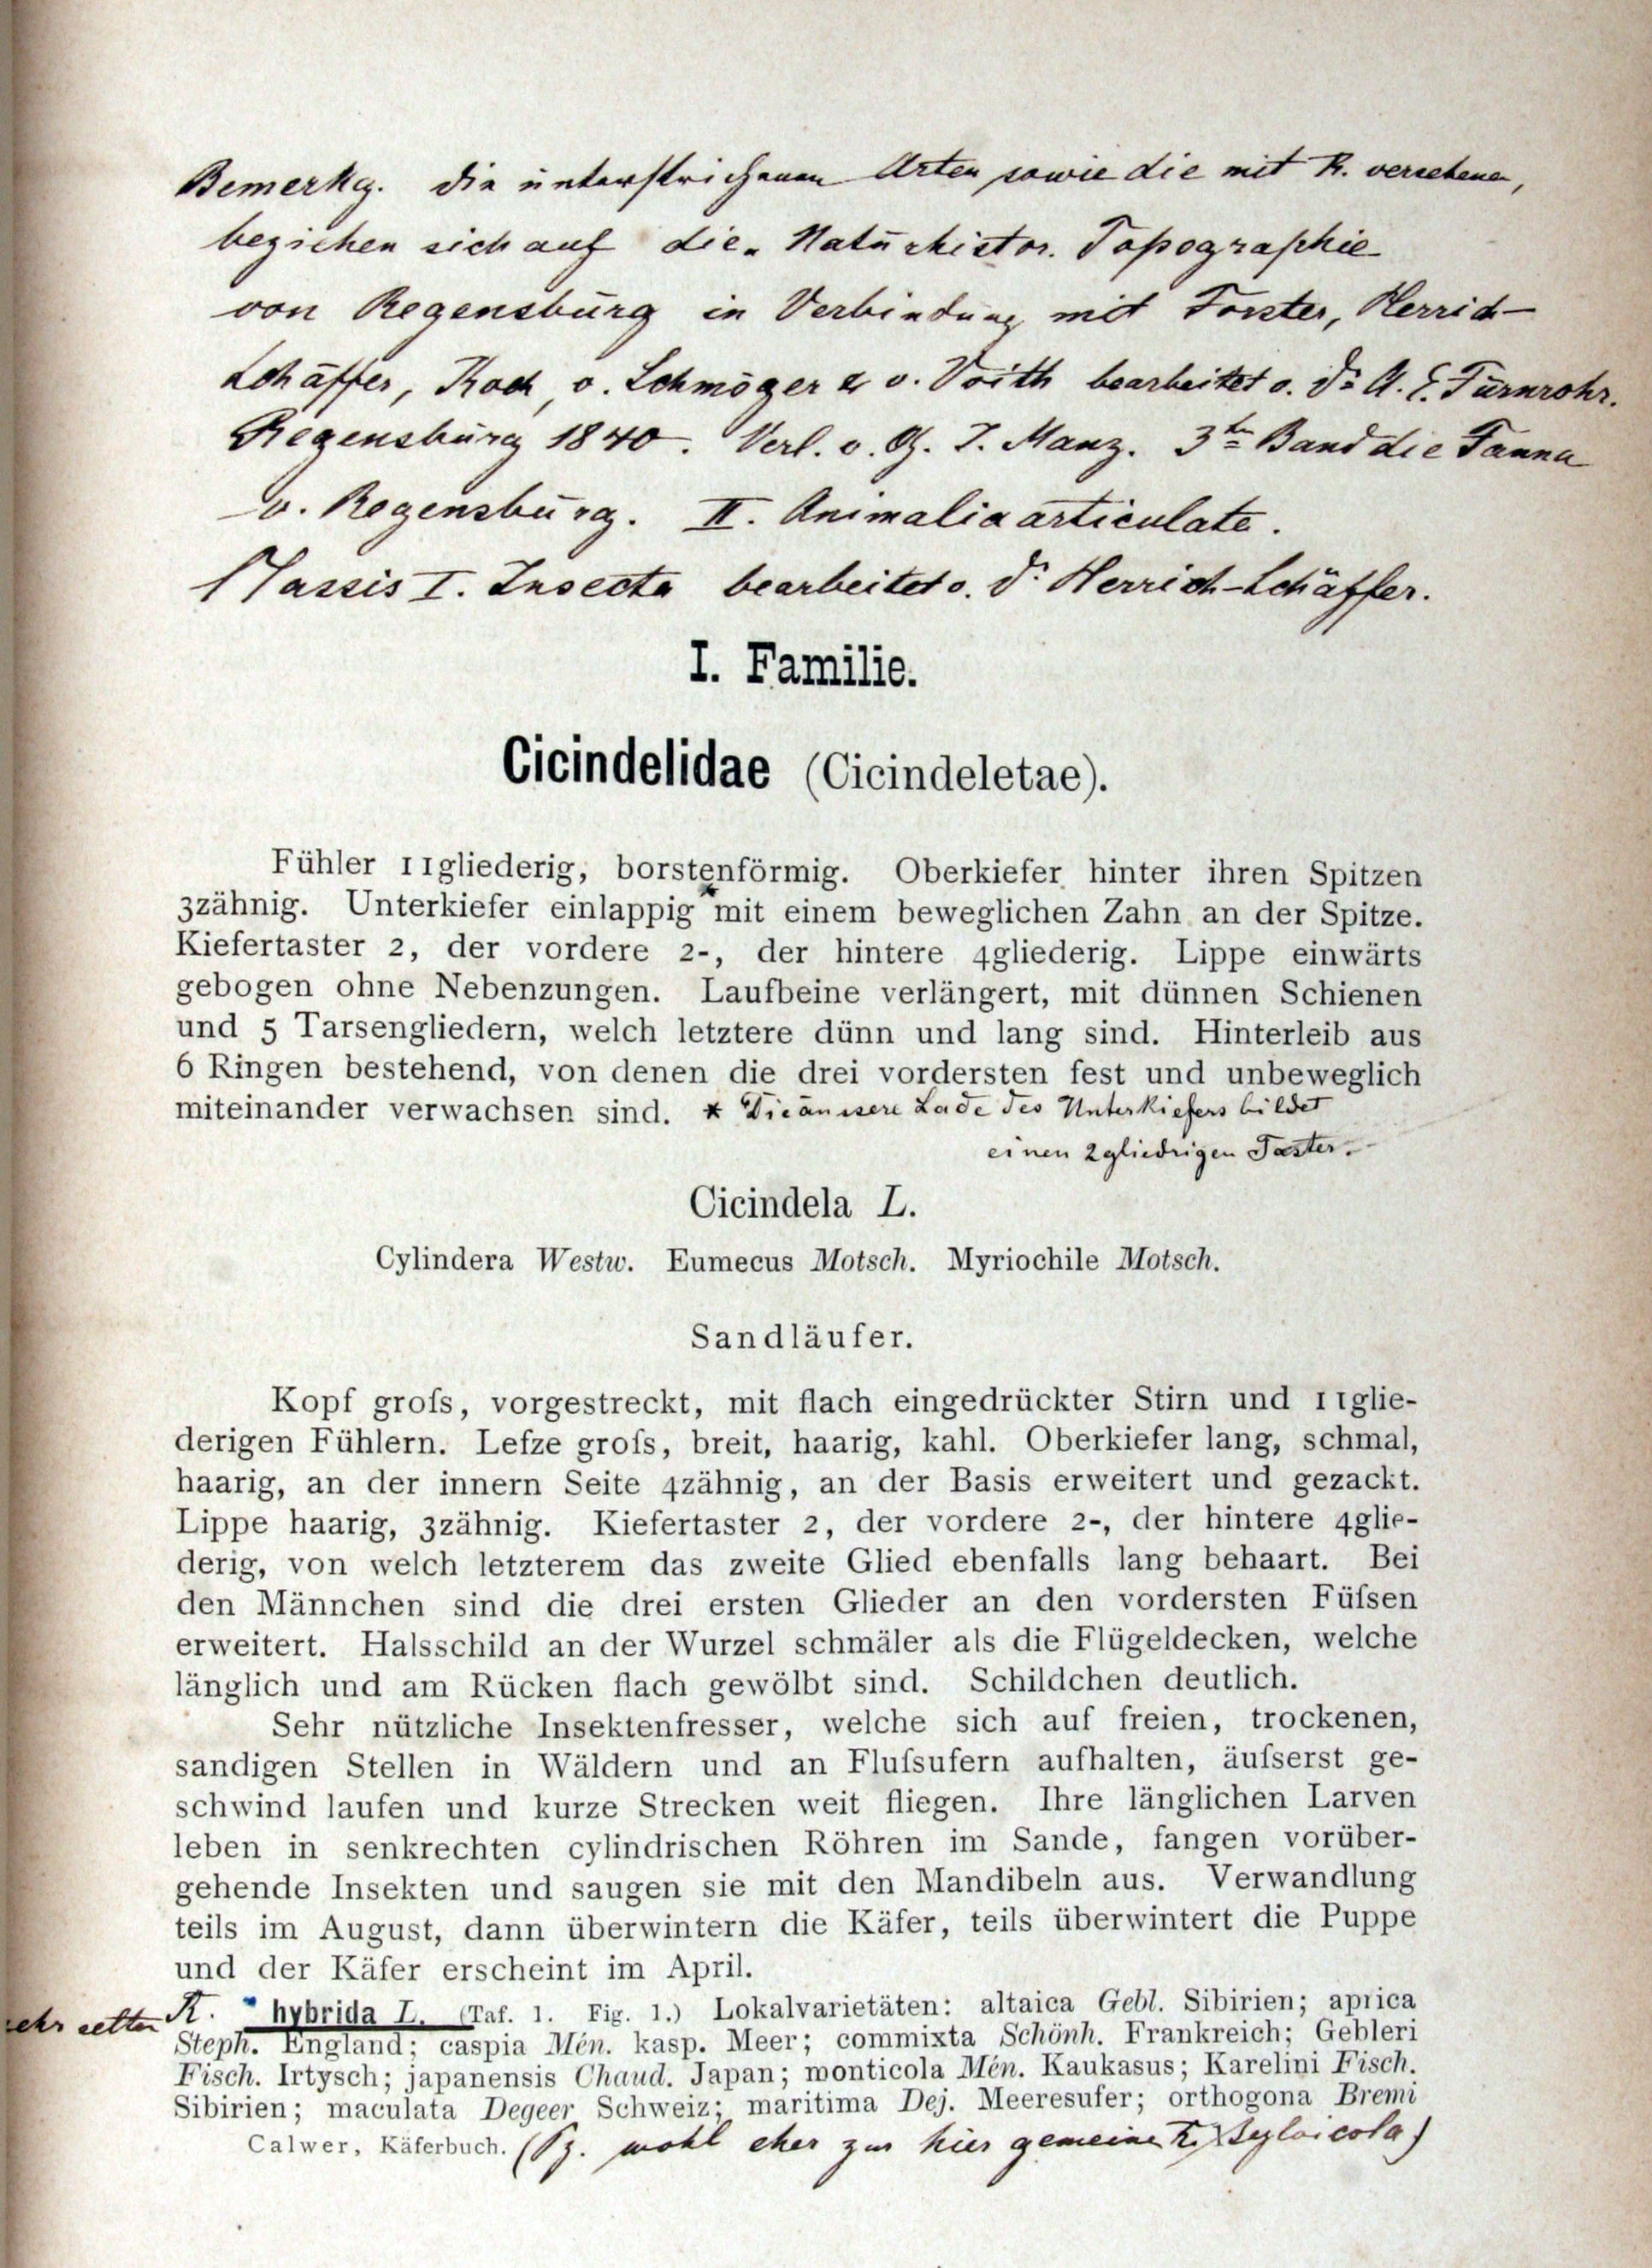 Bemerkg. die unterstrichenen Arten sowie die mit R. versehenen,
beziehen sich auf die. Naturhistor. Topographie
von Regensburg in Verbindung mit Forster, Herrich-
Schäffer, Koch, v. Schmöger & v. Voith bearbeitet v. Dr A. E. Fürnrohr.
Regensburg 1840. Verl. v. G. J. Manz. 3ter Band die Fauna
v. Regensburg. II. Animalia articulata.
Klassis I. Insecta bearbeitet v. Dr Herrich-Schäffer.
I. Familie.
Cicindelidae (Cicindeletae).
Fühler 11gliederig, borstenförmig. Oberkiefer hinter ihren Spitzen
3zähnig. Unterkiefer einlappig * mit einem beweglichen Zahn an der Spitze.
Kiefertaster 2, der vordere 2-, der hintere 4gliederig. Lippe einwärts
gebogen ohne Nebenzungen. Laufbeine verlängert, mit dünnen Schienen
und 5 Tarsengliedern, welch letztere dünn und lang sind. Hinterleib aus
6 Ringen bestehend, von denen die drei vordersten fest und unbeweglich
miteinander verwachsen sind. * Die äussere Lade des Unterkiefers bildet
einen 2gliedrigen Taster.
Cicindela L.
Cylindera Westw. Eumecus Motsch. Myriochile Motsch.
Sandläufer.
Kopf groſs, vorgestreckt, mit flach eingedrückter Stirn und 11glie-
derigen Fühlern. Lefze groſs, breit, haarig, kahl. Oberkiefer lang, schmal,
haarig, an der innern Seite 4zähnig, an der Basis erweitert und gezackt.
Lippe haarig, 3zähnig. Kiefertaster 2, der vordere 2-, der hintere 4glie-
derig, von welch letzterem das zweite Glied ebenfalls lang behaart. Bei
den Männchen sind die drei ersten Glieder an den vordersten Füſsen
erweitert. Halsschild an der Wurzel schmäler als die Flügeldecken, welche
länglich und am Rücken flach gewölbt sind. Schildchen deutlich.
Sehr nützliche Insektenfresser, welche sich auf freien, trockenen,
sandigen Stellen in Wäldern und an Fluſsufern aufhalten, äuſserst ge-
schwind laufen und kurze Strecken weit fliegen. Ihre länglichen Larven
leben in senkrechten cylindrischen Röhren im Sande, fangen vorüber-
gehende Insekten und saugen sie mit den Mandibeln aus. Verwandlung
teils im August, dann überwintern die Käfer, teils überwintert die Puppe
und der Käfer erscheint im April.
sehr selten R. hybrida L. (Taf. 1. Fig. 1.) Lokalvarietäten: altaica Gebl. Sibirien; aprica
Steph. England; caspia Mén. kasp. Meer; commixta Schönh. Frankreich; Gebleri
Fisch. Irtysch; japanensis Chaud. Japan; monticola Mén. Kaukasus; Karelini Fisch.
Sibirien; maculata Degeer Schweiz; maritima Dej. Meeresufer; orthogona Bremi
Calwer, Käferbuch. wohl eher zur hier gemeine sylvicola)